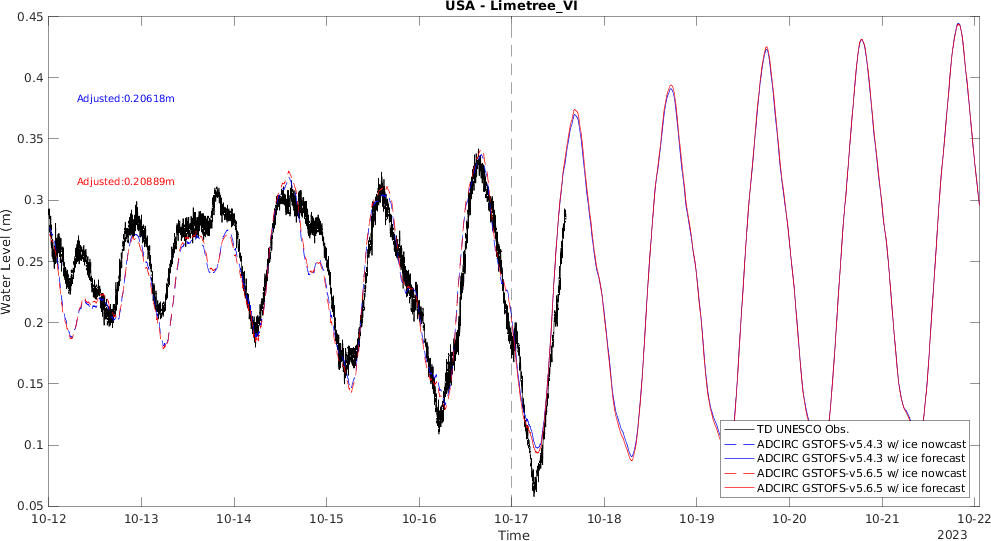 USA - Limetree_VI
0.45
0.4
0.35
0.3
0.25
0.2
0.15
0.1
0.05
Water Level (m)
Adjusted:0.20618m
Adjusted:0.20889m
TD UNESCO Obs.
ADCIRC GSTOFS-v5.4.3 w/ ice nowcast
ADCIRC GSTOFS-v5.4.3 w/ ice forecast
ADCIRC GSTOFS-v5.6.5 w/ ice nowcast
ADCIRC GSTOFS-v5.6.5 w/ ice forecast
10-12 10-13 10-14 10-15 10-16 10-17 10-18 10-19 10-20 10-21 10-22
Time
2023